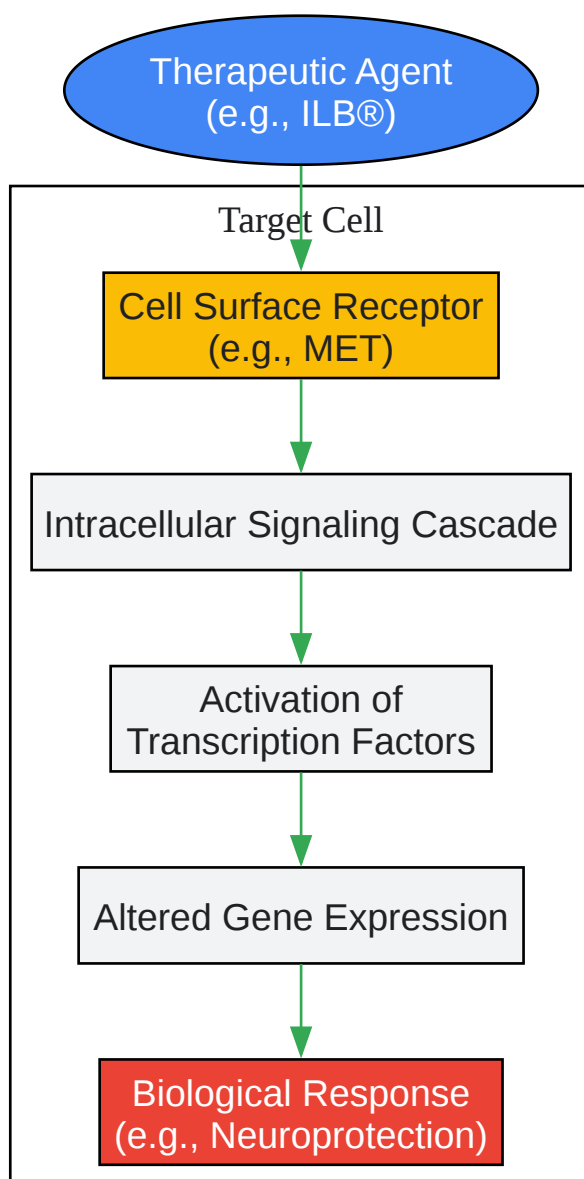 Therapeutic Agent
(e.g., ILB®)
Target Cell
Cell Surface Receptor
(e.g., MET)
Intracellular Signaling Cascade
Activation of
Transcription Factors
Altered Gene Expression
Biological Response
(e.g., Neuroprotection)